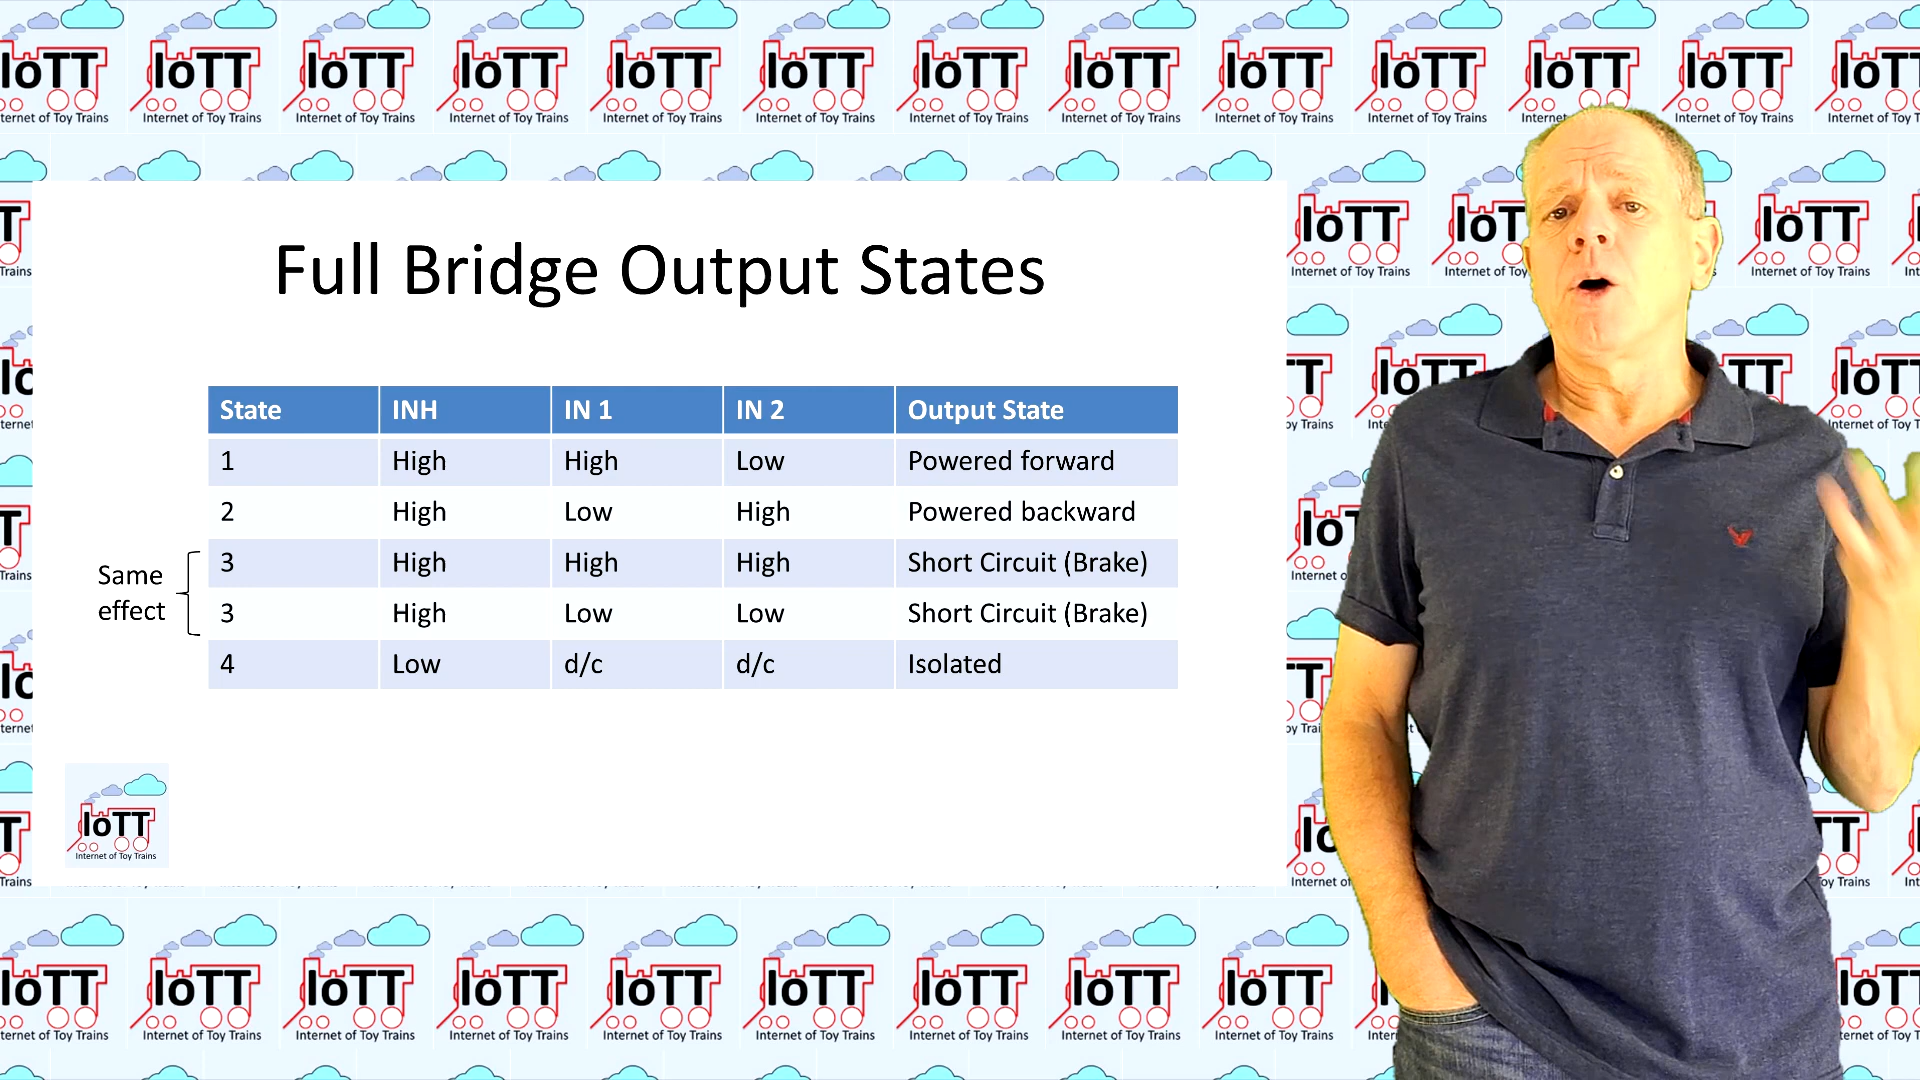 Full Bridge Output States
State INH IN 1 IN 2 Output State
1 High High Low Powered forward
2 High Low High Powered backward
Same effect
3 High High High Short Circuit (Brake)
3 High Low Low Short Circuit (Brake)
4 Low d/c d/c Isolated
IoTT
Internet of Toy Trains